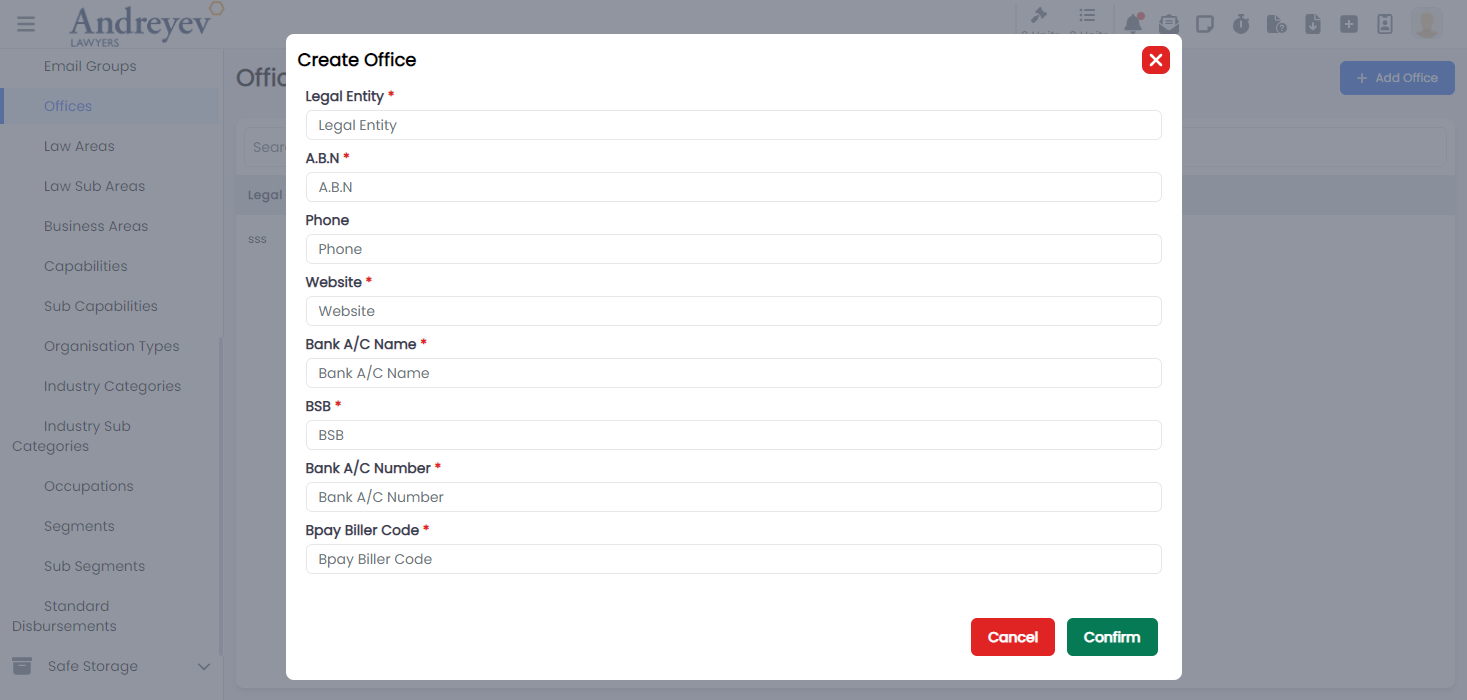 Andreyev
LAWYERS
Email Groups
Offices
Law Areas
Law Sub Areas
Business Areas
Capabilities
Sub Capabilities
Organisation Types
Industry Categories
Industry Sub
Categories
Occupations
Segments
Sub Segments
Standard
Disbursements
Safe Storage
+ Add Office
Legal
sss
Create Office
Legal Entity *
Legal Entity
A.B.N *
A.B.N
Phone
Phone
Website *
Website
Bank A/C Name *
Bank A/C Name
BSB *
BSB
Bank A/C Number *
Bank A/C Number
Bpay Biller Code *
Bpay Biller Code
Cancel
Confirm